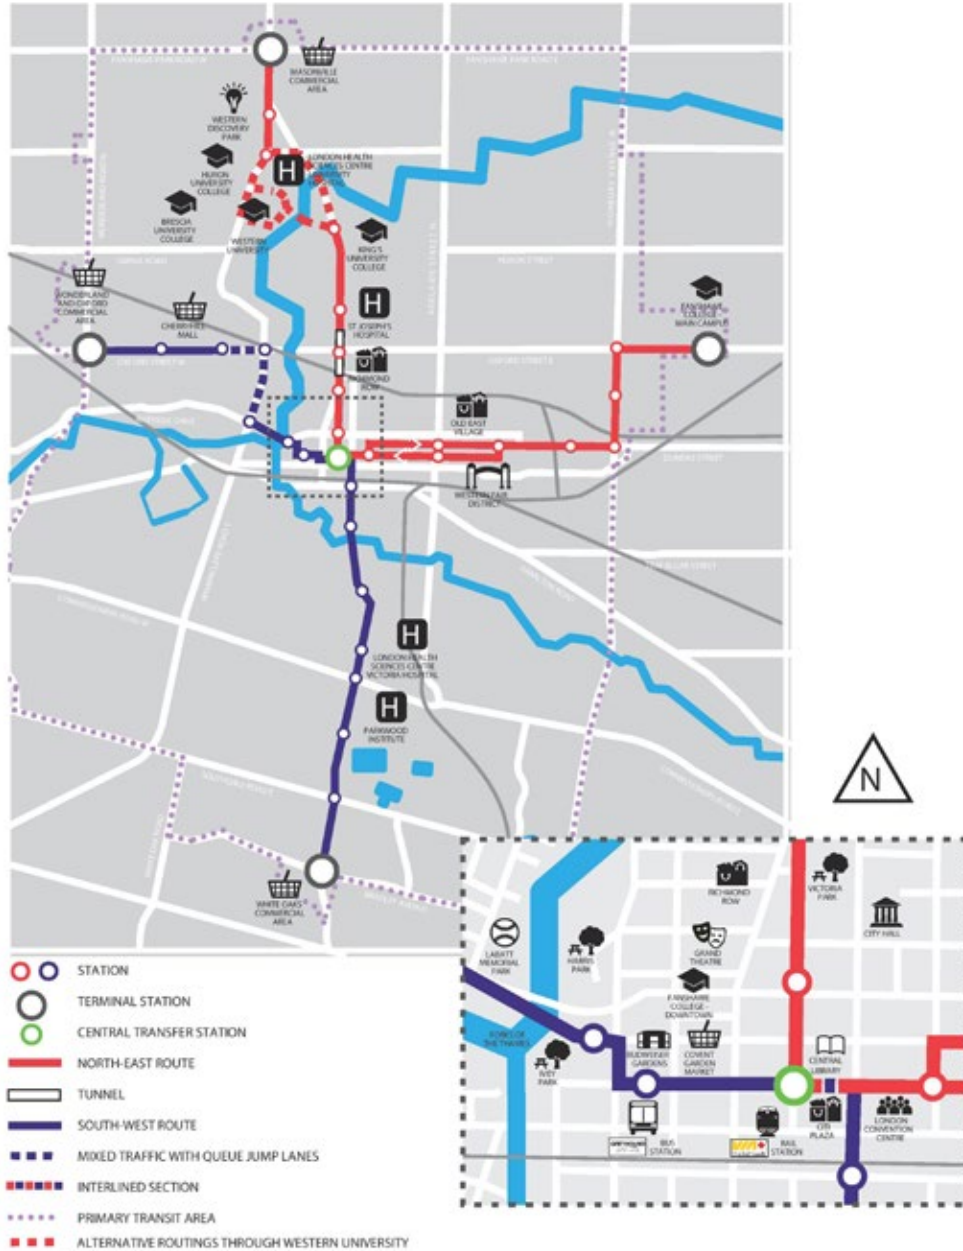 MASONVILLE
COMMERCIAL
AREA
WESTERN
DISCOVERY
PARK
LONDON HEALTH
SCIENCES CENTRE
UNIVERSITY
HOSPITAL
HURON
UNIVERSITY
COLLEGE
BRESCIA
UNIVERSITY
COLLEGE
WESTERN
UNIVERSITY
KING'S
UNIVERSITY
COLLEGE
WONDERLAND
AND OXFORD
COMMERCIAL
AREA
CHERRYHILL
MALL
ST JOSEPH'S
HOSPITAL
RICHMOND
ROW
FANSHAWE
COLLEGE
MAIN CAMPUS
OLD EAST
VILLAGE
WESTERN FAIR
DISTRICT
LONDON HEALTH
SCIENCES CENTRE
VICTORIA HOSPITAL
PARKWOOD
INSTITUTE
WHITE OAKS
COMMERCIAL
AREA
N
RICHMOND
ROW
VICTORIA
PARK
CITY HALL
LABATT
MEMORIAL
PARK
HARRIS
PARK
GRAND
THEATRE
FANSHAWE
COLLEGE -
DOWNTOWN
FORKS OF
THE THAMES
IVEY
PARK
BUDWEISER
GARDENS
COVENT
GARDEN
MARKET
CENTRAL
LIBRARY
BUS
STATION
RAIL
STATION
CITI
PLAZA
LONDON
CONVENTION
CENTRE
STATION
TERMINAL STATION
CENTRAL TRANSFER STATION
NORTH-EAST ROUTE
TUNNEL
SOUTH-WEST ROUTE
MIXED TRAFFIC WITH QUEUE JUMP LANES
INTERLINED SECTION
PRIMARY TRANSIT AREA
ALTERNATIVE ROUTINGS THROUGH WESTERN UNIVERSITY